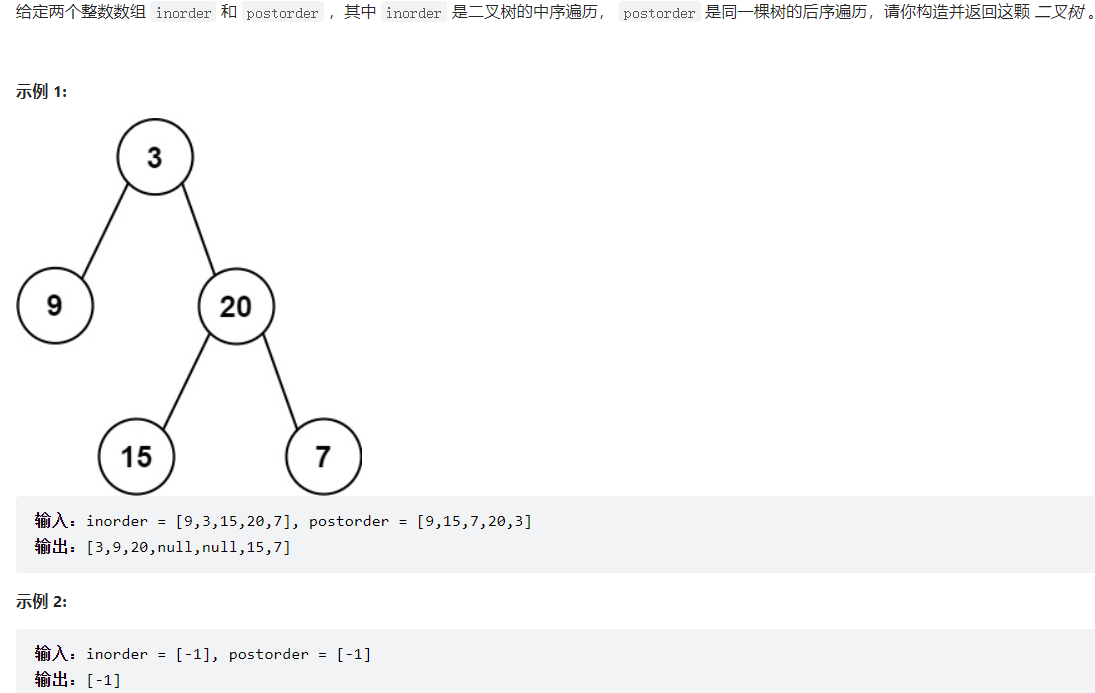 给定两个整数数组 inorder 和 postorder ，其中 inorder 是二叉树的中序遍历， postorder 是同一棵树的后序遍历，请你构造并返回这颗 二叉树 。
示例 1:
3
9
20
15
7
输入：inorder = [9,3,15,20,7], postorder = [9,15,7,20,3]
输出：[3,9,20,null,null,15,7]
示例 2:
输入：inorder = [-1], postorder = [-1]
输出：[-1]